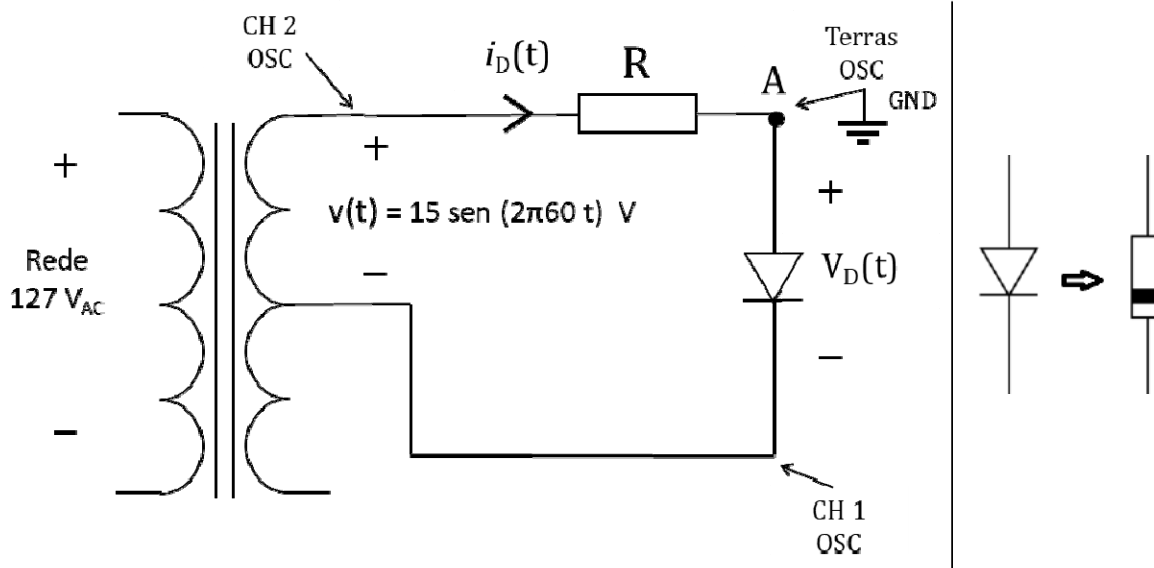 CH 2
OSC
i_D(t)
R
A
Terras
OSC
GND
+
Rede
127 V_AC
−
+
v(t) = 15 sen (2π60 t) V
−
+
V_D(t)
−
CH 1
OSC